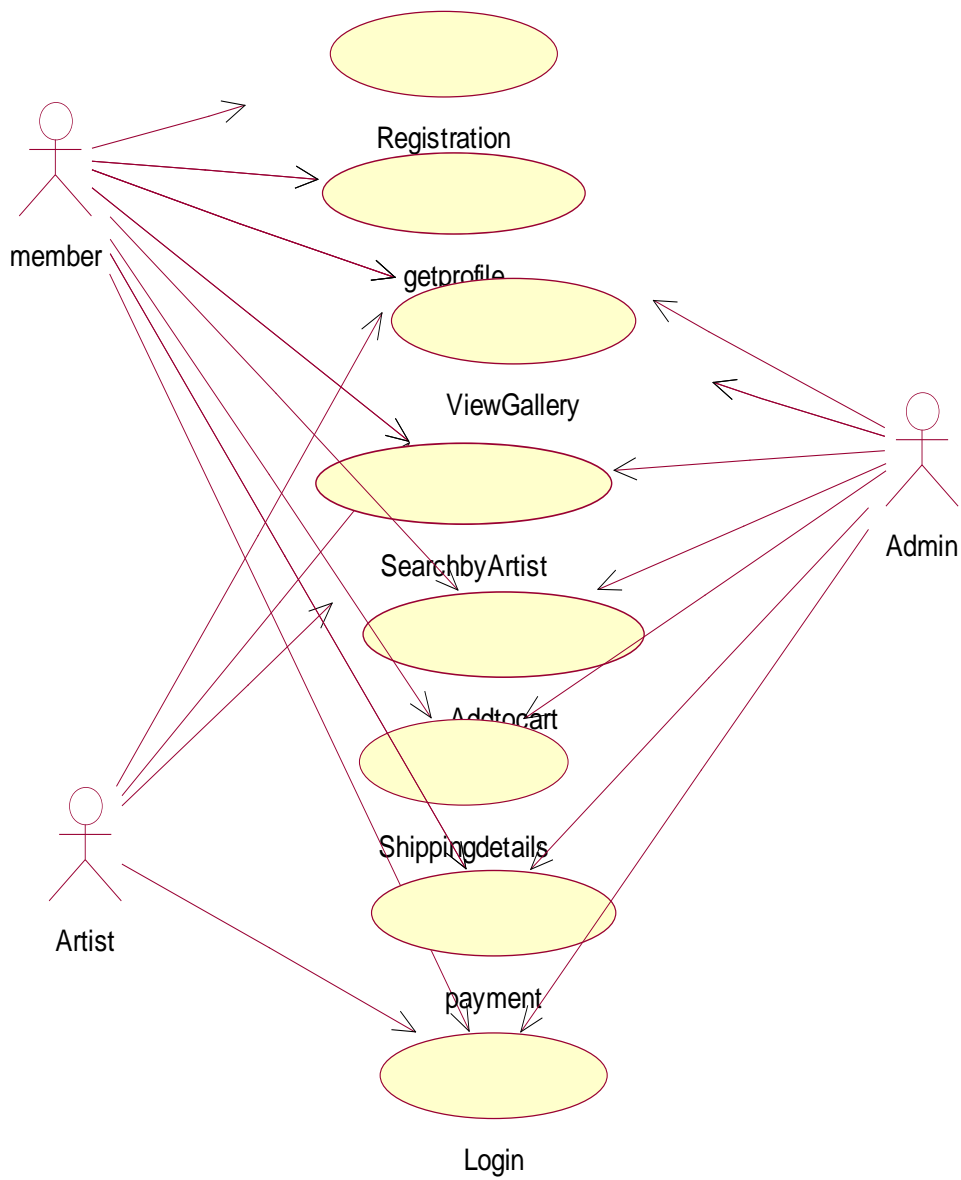 Registration
member
getprofile
ViewGallery
Admin
SearchbyArtist
Addtocart
Shippingdetails
Artist
payment
Login